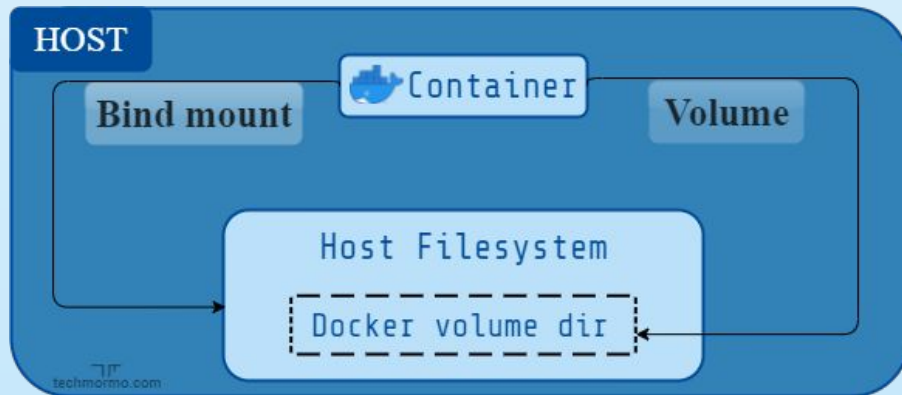 HOST
Container
Bind mount
Volume
Host Filesystem
Docker volume dir
techmormo.com